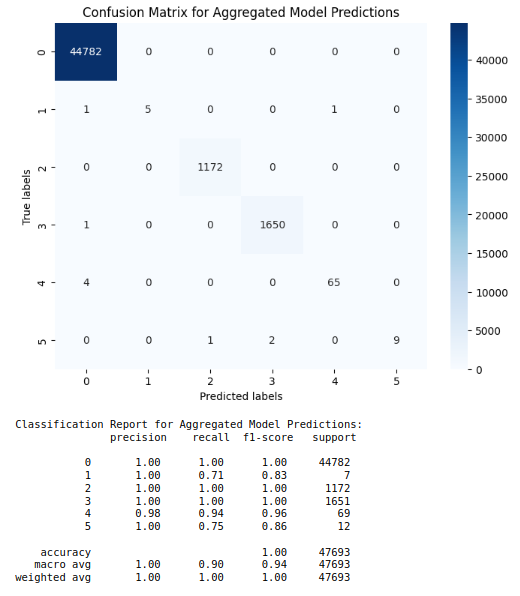 Confusion Matrix for Aggregated Model Predictions
0 44782 0 0 0 0 0
1 1 5 0 0 1 0
2 0 0 1172 0 0 0
3 1 0 0 1650 0 0
4 4 0 0 0 65 0
5 0 0 1 2 0 9
0 1 2 3 4 5
True labels
Predicted labels
40000
35000
30000
25000
20000
15000
10000
5000
0
Classification Report for Aggregated Model Predictions:
precision recall f1-score support
0 1.00 1.00 1.00 44782
1 1.00 0.71 0.83 7
2 1.00 1.00 1.00 1172
3 1.00 1.00 1.00 1651
4 0.98 0.94 0.96 69
5 1.00 0.75 0.86 12
accuracy 1.00 47693
macro avg 1.00 0.90 0.94 47693
weighted avg 1.00 1.00 1.00 47693